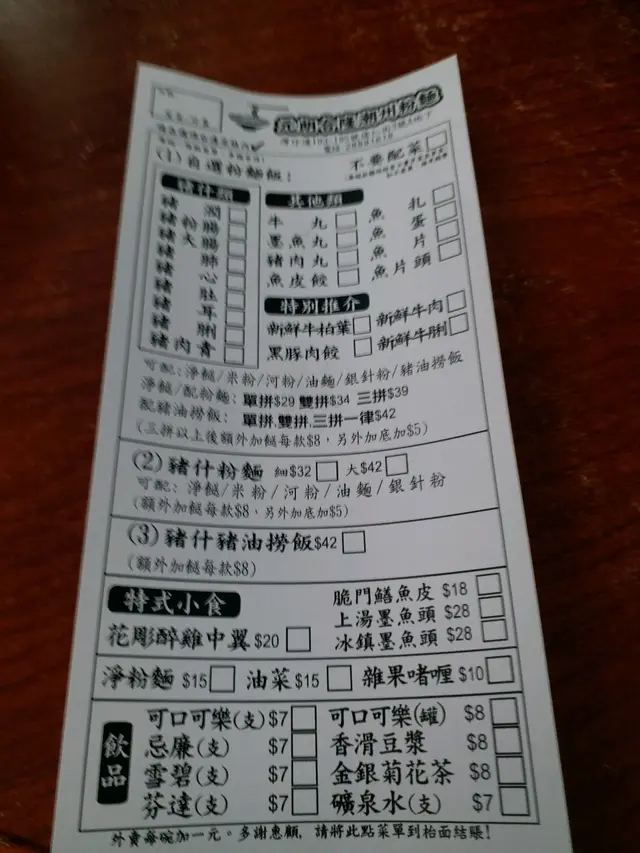 潮州粉麵
(1)自選粉麵飯:
不要配菜
豬什類
豬潤
豬粉腸
豬大腸
豬肺
豬心
豬肚
豬耳
豬脷
豬肉青
其他類
牛丸
墨魚丸
豬肉丸
魚皮餃
魚扎
魚蛋
魚片
魚片頭
特別推介
新鮮牛柏葉
新鮮牛肉
黑豚肉餃
新鮮牛脷
可配:淨餸/米粉/河粉/油麵/銀針粉/豬油撈飯
淨餸/配粉麵: 單拼$29 雙拼$34 三拼$39
配豬油撈飯: 單拼,雙拼,三拼一律$42
(三拼以上後額外加餸每款$8,另外加底加$5)
(2)豬什粉麵 細$32 大$42
可配:淨餸/米粉/河粉/油麵/銀針粉
(額外加餸每款$8,另外加底加$5)
(3)豬什豬油撈飯$42
(額外加餸每款$8)
特式小食
脆門鱔魚皮 $18
上湯墨魚頭 $28
花彫醉雞中翼 $20
冰鎮墨魚頭 $28
淨粉麵 $15 油菜 $15 雜果啫喱 $10
飲品
可口可樂(支) $7 可口可樂(罐) $8
忌廉(支) $7 香滑豆漿 $8
雪碧(支) $7 金銀菊花茶 $8
芬達(支) $7 礦泉水(支) $7
外賣每碗加一元。多謝惠顧,請將此點菜單到枱面結賬!